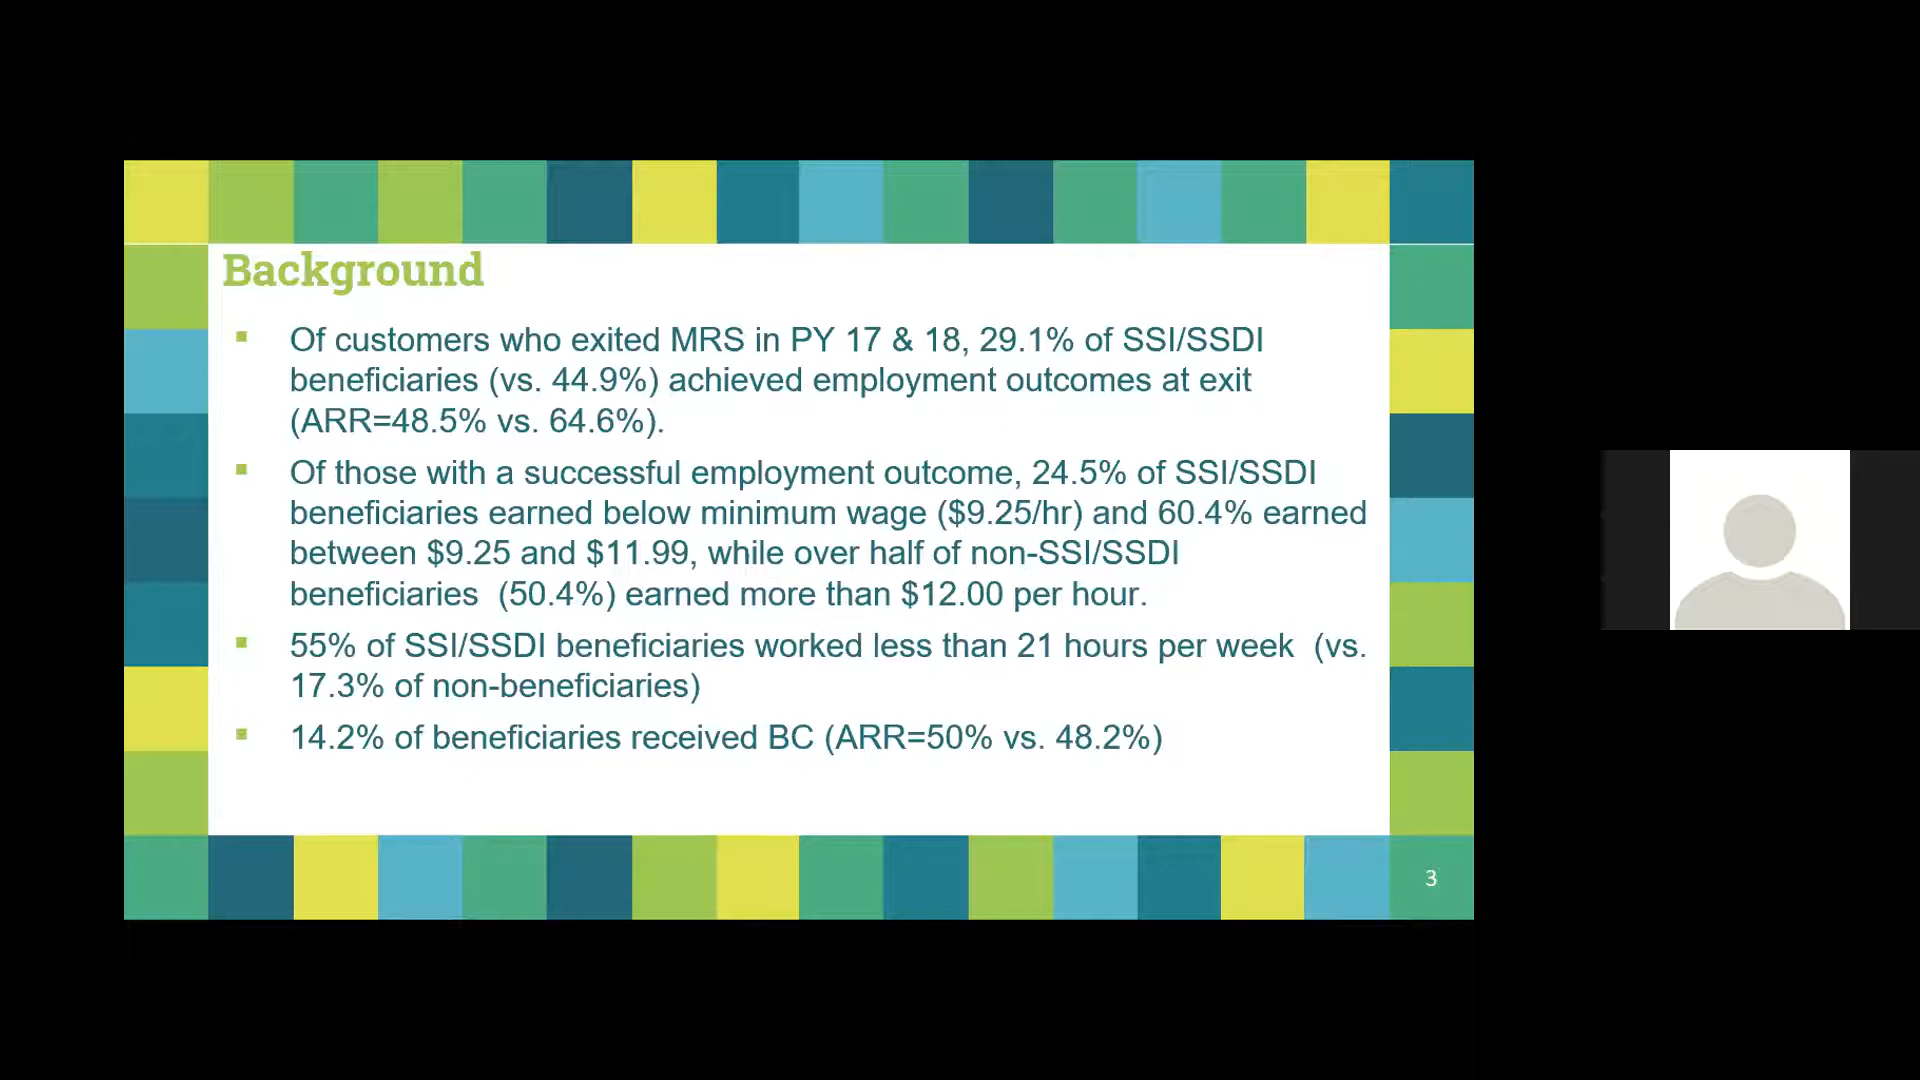 Background
Of customers who exited MRS in PY 17 & 18, 29.1% of SSI/SSDI
beneficiaries (vs. 44.9%) achieved employment outcomes at exit
(ARR=48.5% vs. 64.6%).
Of those with a successful employment outcome, 24.5% of SSI/SSDI
beneficiaries earned below minimum wage ($9.25/hr) and 60.4% earned
between $9.25 and $11.99, while over half of non-SSI/SSDI
beneficiaries  (50.4%) earned more than $12.00 per hour.
55% of SSI/SSDI beneficiaries worked less than 21 hours per week  (vs.
17.3% of non-beneficiaries)
14.2% of beneficiaries received BC (ARR=50% vs. 48.2%)
3